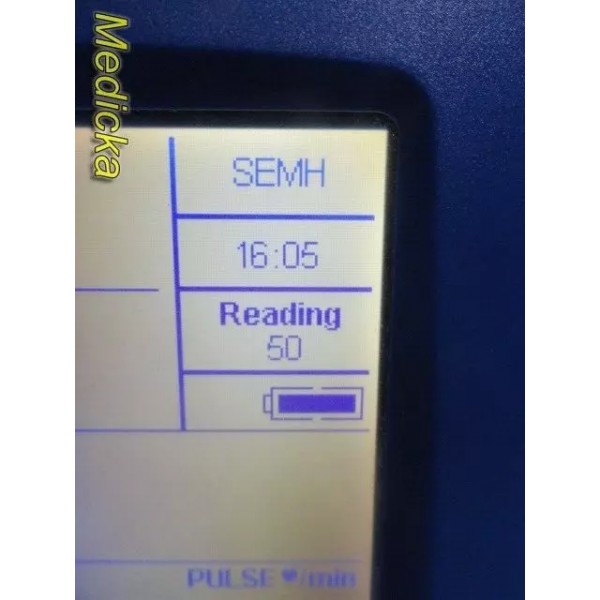 Medicka
SEMH
16:05
Reading
50
PULSE ♥/min